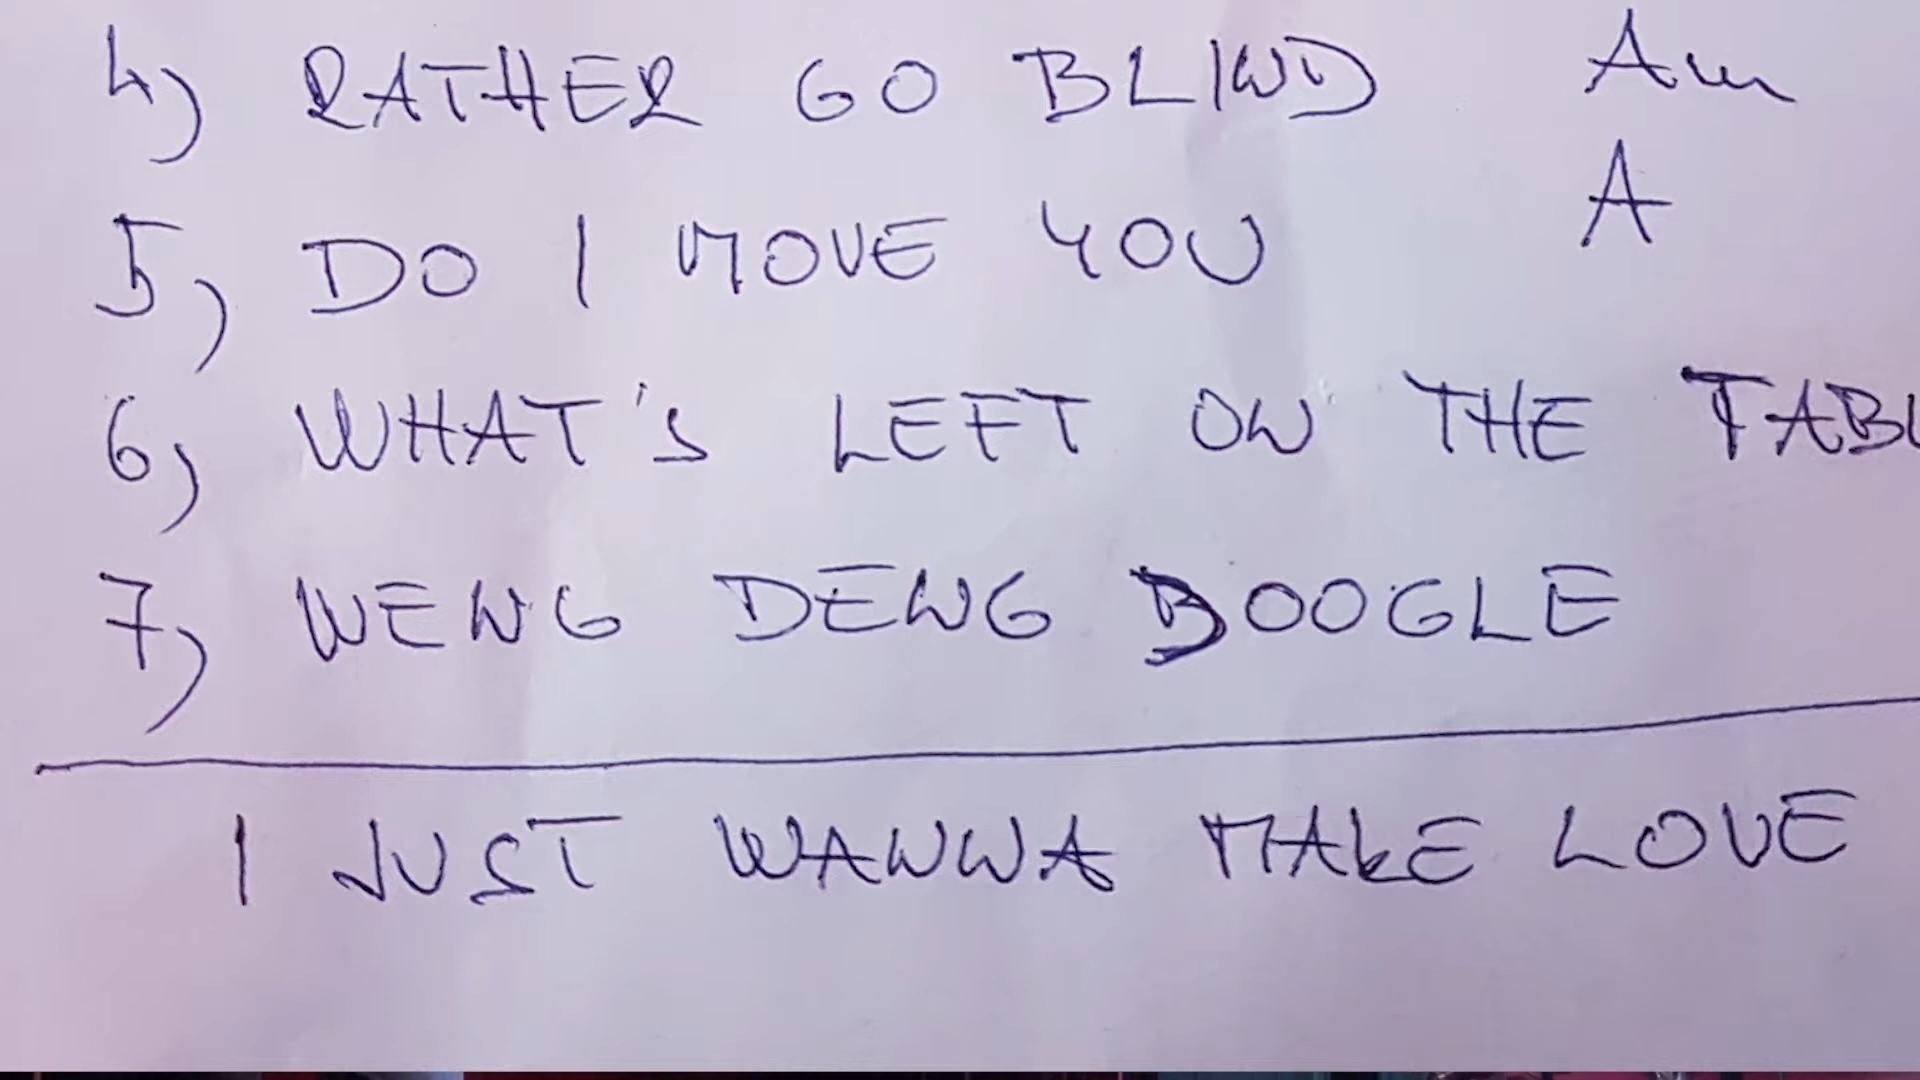 4) RATHER GO BLIND Am
5) DO I MOVE YOU A
6) WHAT'S LEFT ON THE TABL
7) WENG DENG DOOGLE
I JUST WANNA MAKE LOVE